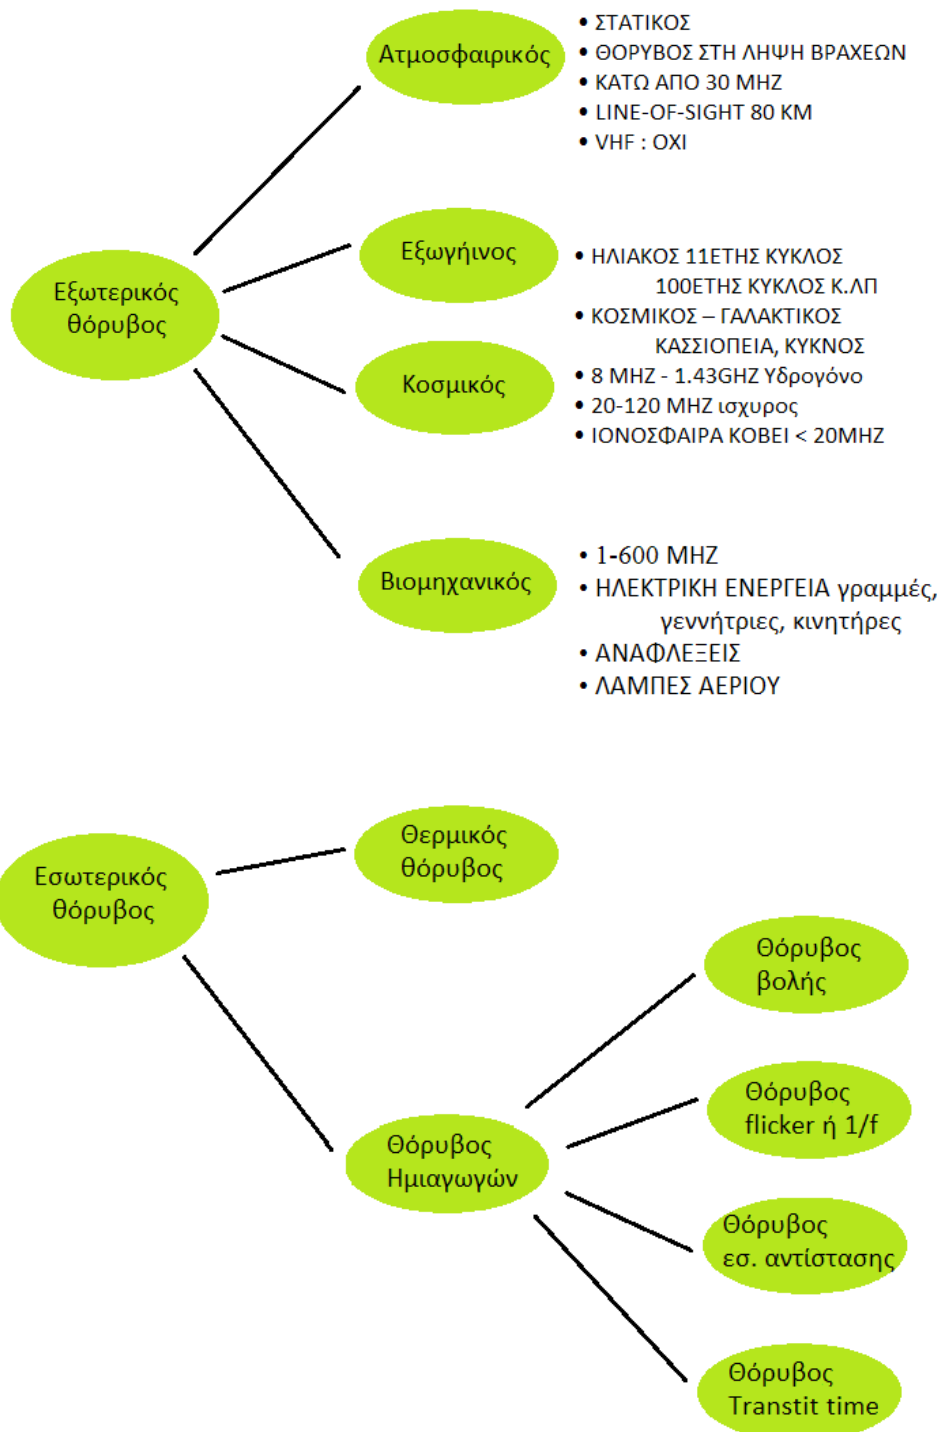 Ατμοσφαιρικός
• ΣΤΑΤΙΚΟΣ
• ΘΟΡΥΒΟΣ ΣΤΗ ΛΗΨΗ ΒΡΑΧΕΩΝ
• ΚΑΤΩ ΑΠΟ 30 MHZ
• LINE-OF-SIGHT 80 KM
• VHF : ΟΧΙ
Εξωτερικός
θόρυβος
Εξωγήινος
Κοσμικός
• ΗΛΙΑΚΟΣ 11ΕΤΗΣ ΚΥΚΛΟΣ
100ΕΤΗΣ ΚΥΚΛΟΣ Κ.ΛΠ
• ΚΟΣΜΙΚΟΣ – ΓΑΛΑΚΤΙΚΟΣ
ΚΑΣΣΙΟΠΕΙΑ, ΚΥΚΝΟΣ
• 8 MHZ - 1.43GHZ Υδρογόνο
• 20-120 MHZ ισχυρος
• ΙΟΝΟΣΦΑΙΡΑ ΚΟΒΕΙ < 20MHZ
Βιομηχανικός
• 1-600 MHZ
• ΗΛΕΚΤΡΙΚΗ ΕΝΕΡΓΕΙΑ γραμμές,
γεννήτριες, κινητήρες
• ΑΝΑΦΛΕΞΕΙΣ
• ΛΑΜΠΕΣ ΑΕΡΙΟΥ
Εσωτερικός
θόρυβος
Θερμικός
θόρυβος
Θόρυβος
Ημιαγωγών
Θόρυβος
βολής
Θόρυβος
flicker ή 1/f
Θόρυβος
εσ. αντίστασης
Θόρυβος
Transtit time